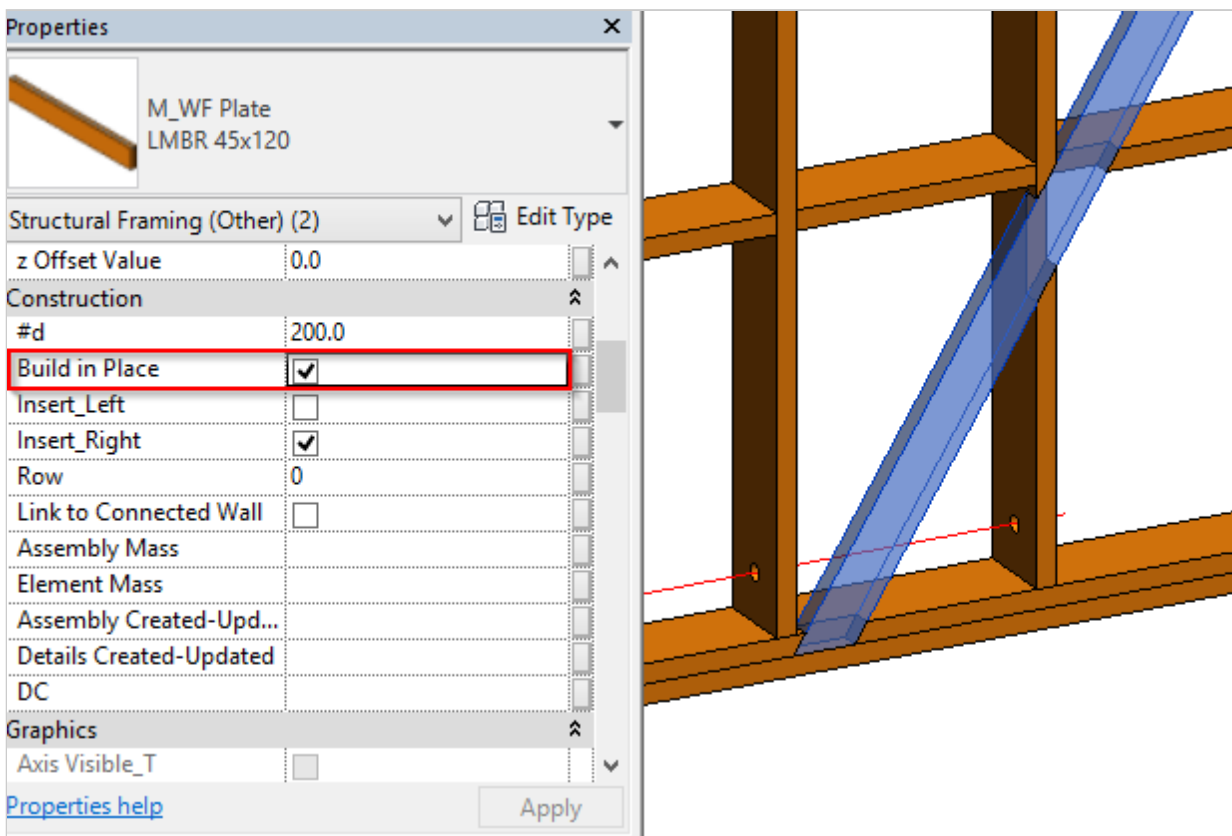 Properties
M_WF Plate
LMBR 45x120
Structural Framing (Other) (2) Edit Type
z Offset Value 0.0
Construction
#d 200.0
Build in Place
Insert_Left
Insert_Right
Row 0
Link to Connected Wall
Assembly Mass
Element Mass
Assembly Created-Upd...
Details Created-Updated
DC
Graphics
Axis Visible_T
Properties help Apply